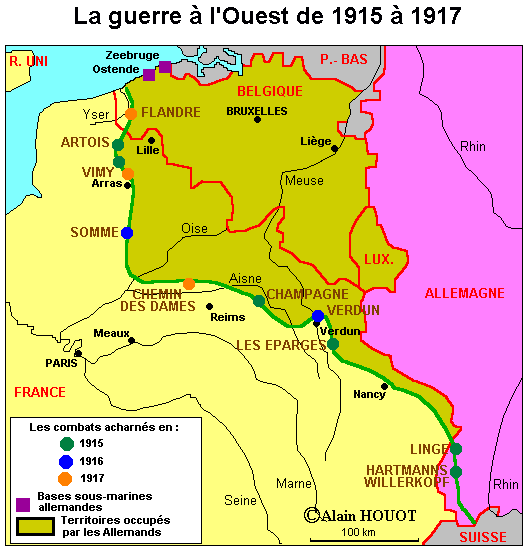 La guerre à l'Ouest de 1915 à 1917
Zeebruge
R. UNI
P.- BAS
Ostende
BELGIQUE
Yser
FLANDRE
BRUXELLES
ARTOIS
Lille
Liège
Rhin
VIMY
Arras
Meuse
SOMME
Oise
LUX.
Aisne
CHEMIN
DES DAMES
CHAMPAGNE
ALLEMAGNE
VERDUN
Reims
Verdun
Meaux
LES EPARGES
PARIS
FRANCE
Nancy
Les combats acharnés en :
1915
1916
1917
LINGE
HARTMANNS
WILLERKOPF
Bases sous-marines
allemandes
Seine
Marne
Rhin
©Alain HOUOT
Territoires occupés
par les Allemands
100 km
SUISSE